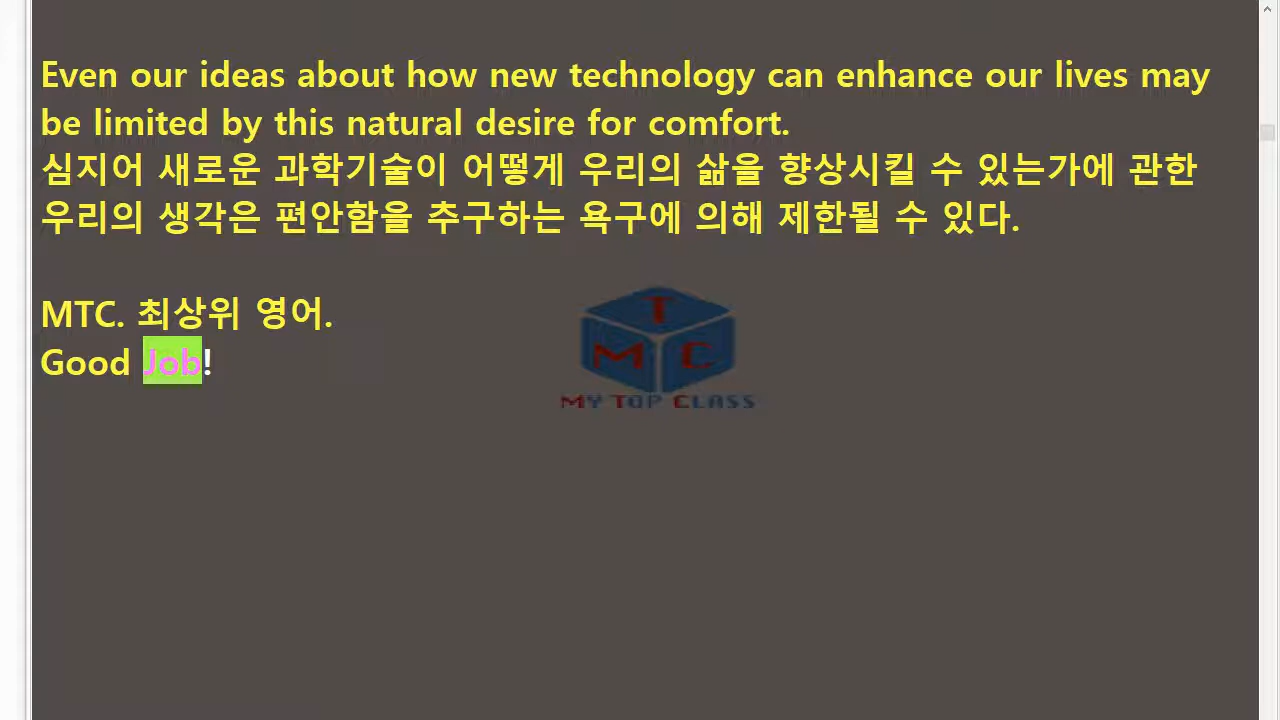 Even our ideas about how new technology can enhance our lives may
be limited by this natural desire for comfort.
심지어 새로운 과학기술이 어떻게 우리의 삶을 향상시킬 수 있는가에 관한
우리의 생각은 편안함을 추구하는 욕구에 의해 제한될 수 있다.
MTC. 최상위 영어.
Good Job!
T
M C
MY TOP CLASS